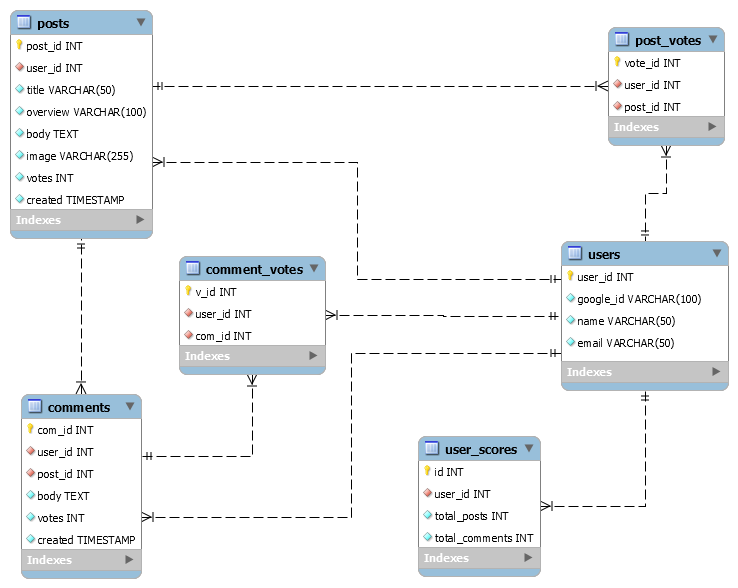 posts
post_id INT
user_id INT
title VARCHAR(50)
overview VARCHAR(100)
body TEXT
image VARCHAR(255)
votes INT
created TIMESTAMP
Indexes
post_votes
vote_id INT
user_id INT
post_id INT
Indexes
comment_votes
v_id INT
user_id INT
com_id INT
Indexes
users
user_id INT
google_id VARCHAR(100)
name VARCHAR(50)
email VARCHAR(50)
Indexes
comments
com_id INT
user_id INT
post_id INT
body TEXT
votes INT
created TIMESTAMP
Indexes
user_scores
id INT
user_id INT
total_posts INT
total_comments INT
Indexes